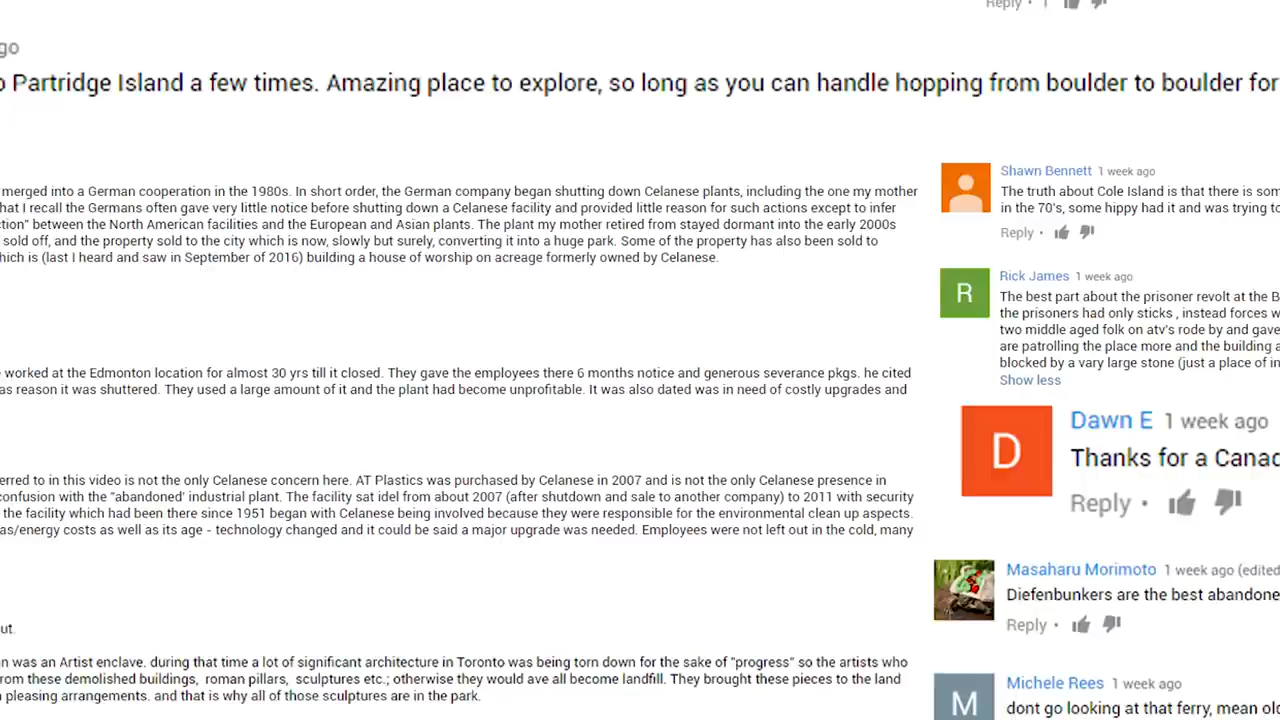 Reply • 1
go
Partridge Island a few times. Amazing place to explore, so long as you can handle hopping from boulder to boulder for
merged into a German cooperation in the 1980s. In short order, the German company began shutting down Celanese plants, including the one my mother
hat I recall the Germans often gave very little notice before shutting down a Celanese facility and provided little reason for such actions except to infer
ction" between the North American facilities and the European and Asian plants. The plant my mother retired from stayed dormant into the early 2000s
sold off, and the property sold to the city which is now, slowly but surely, converting it into a huge park. Some of the property has also been sold to
hich is (last I heard and saw in September of 2016) building a house of worship on acreage formerly owned by Celanese.
worked at the Edmonton location for almost 30 yrs till it closed. They gave the employees there 6 months notice and generous severance pkgs. he cited
as reason it was shuttered. They used a large amount of it and the plant had become unprofitable. It was also dated was in need of costly upgrades and
erred to in this video is not the only Celanese concern here. AT Plastics was purchased by Celanese in 2007 and is not the only Celanese presence in
confusion with the "abandoned' industrial plant. The facility sat idel from about 2007 (after shutdown and sale to another company) to 2011 with security
the facility which had been there since 1951 began with Celanese being involved because they were responsible for the environmental clean up aspects.
as/energy costs as well as its age - technology changed and it could be said a major upgrade was needed. Employees were not left out in the cold, many
ut.
n was an Artist enclave. during that time a lot of significant architecture in Toronto was being torn down for the sake of "progress" so the artists who
rom these demolished buildings, roman pillars, sculptures etc.; otherwise they would ave all become landfill. They brought these pieces to the land
pleasing arrangements. and that is why all of those sculptures are in the park.
Shawn Bennett 1 week ago
The truth about Cole Island is that there is som
in the 70's, some hippy had it and was trying to
Reply •
R
Rick James 1 week ago
The best part about the prisoner revolt at the B
the prisoners had only sticks , instead forces w
two middle aged folk on atv's rode by and gave
are patrolling the place more and the building a
blocked by a vary large stone (just a place of in
Show less
D
Dawn E 1 week ago
Thanks for a Canad
Reply •
Masaharu Morimoto 1 week ago (edited
Diefenbunkers are the best abandone
Reply •
M
Michele Rees 1 week ago
dont go looking at that ferry, mean old